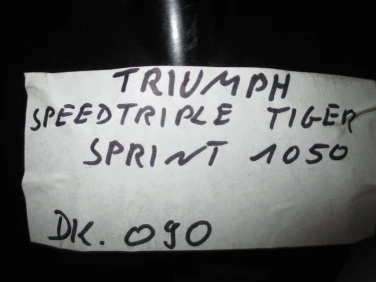 TRIUMPH
SPEEDTRIPLE TIGER
SPRINT 1050
DK. 090